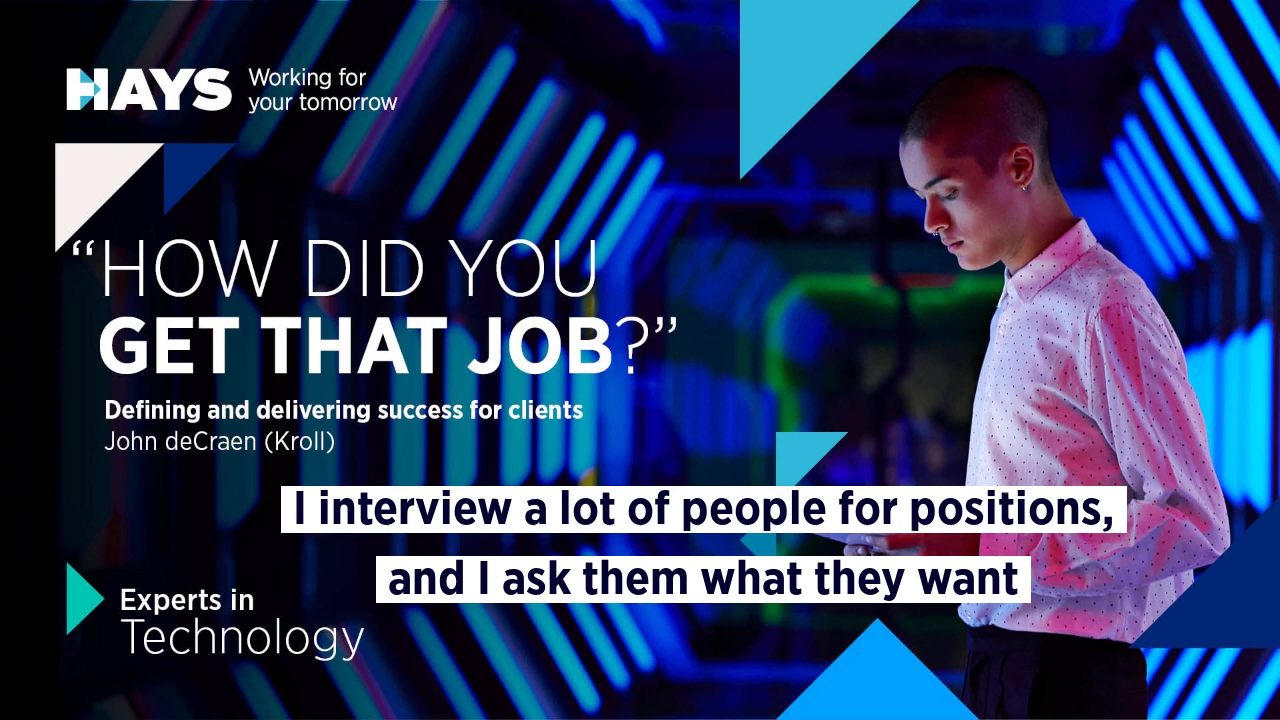 HAYS
Working for
your tomorrow
“HOW DID YOU
GET THAT JOB?”
Defining and delivering success for clients
John deCraen (Kroll)
I interview a lot of people for positions,
and I ask them what they want
Experts in
Technology